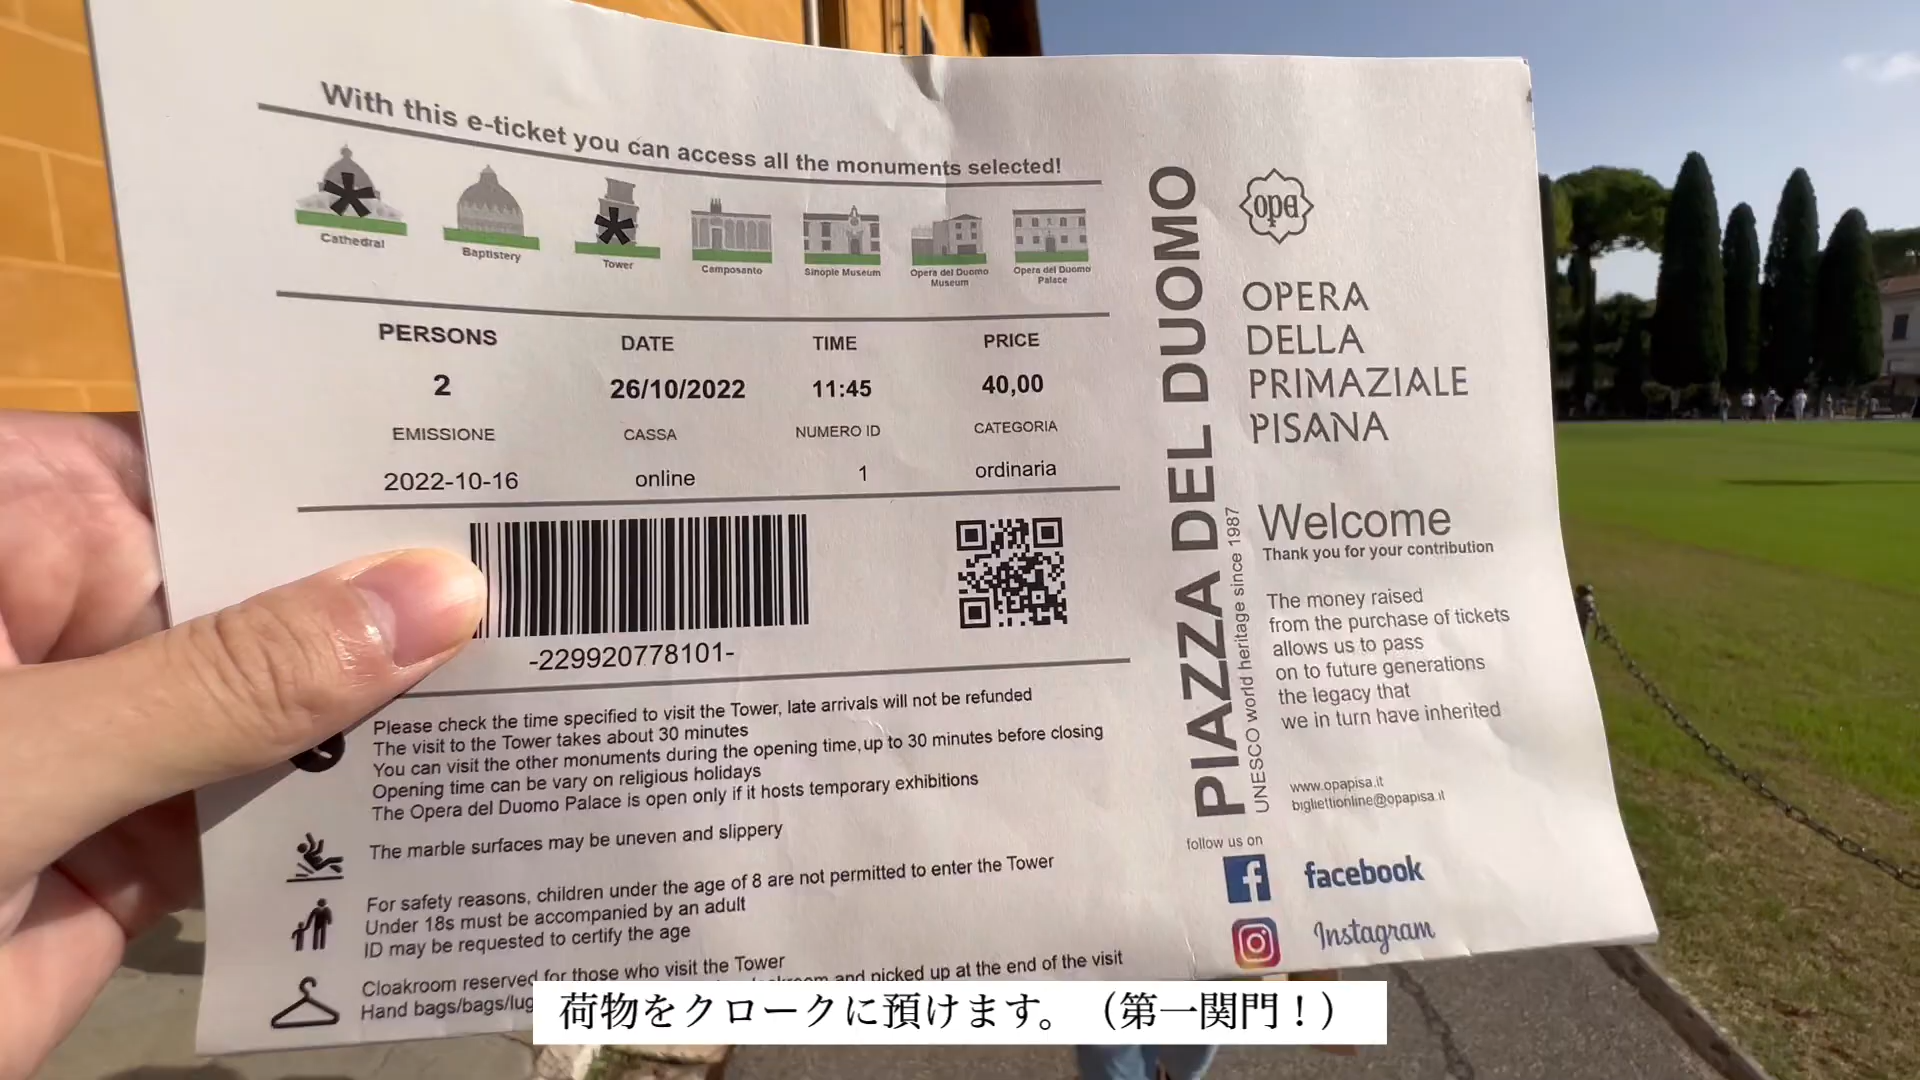 With this e-ticket you can access all the monuments selected!
Cathedral
Baptistery
Tower
Camposanto
Sinopie Museum
Opera del Duomo
Museum
Opera del Duomo
Palace
PERSONS
DATE
TIME
PRICE
2
26/10/2022
11:45
40,00
EMISSIONE
CASSA
NUMERO ID
CATEGORIA
2022-10-16
online
1
ordinaria
-229920778101-
Please check the time specified to visit the Tower, late arrivals will not be refunded
The visit to the Tower takes about 30 minutes
You can visit the other monuments during the opening time, up to 30 minutes before closing
Opening time can be vary on religious holidays
The Opera del Duomo Palace is open only if it hosts temporary exhibitions
The marble surfaces may be uneven and slippery
For safety reasons, children under the age of 8 are not permitted to enter the Tower
Under 18s must be accompanied by an adult
ID may be requested to certify the age
Cloakroom reserved for those who visit the Tower
Hand bags/bags/lug
and picked up at the end of the visit
PIAZZA DEL DUOMO
UNESCO world heritage since 1987
opa
OPERA
DELLA
PRIMAZIALE
PISANA
Welcome
Thank you for your contribution
The money raised
from the purchase of tickets
allows us to pass
on to future generations
the legacy that
we in turn have inherited
www.opapisa.it
bigliettionline@opapisa.it
follow us on
facebook
Instagram
荷物をクロークに預けます。（第一関門！）